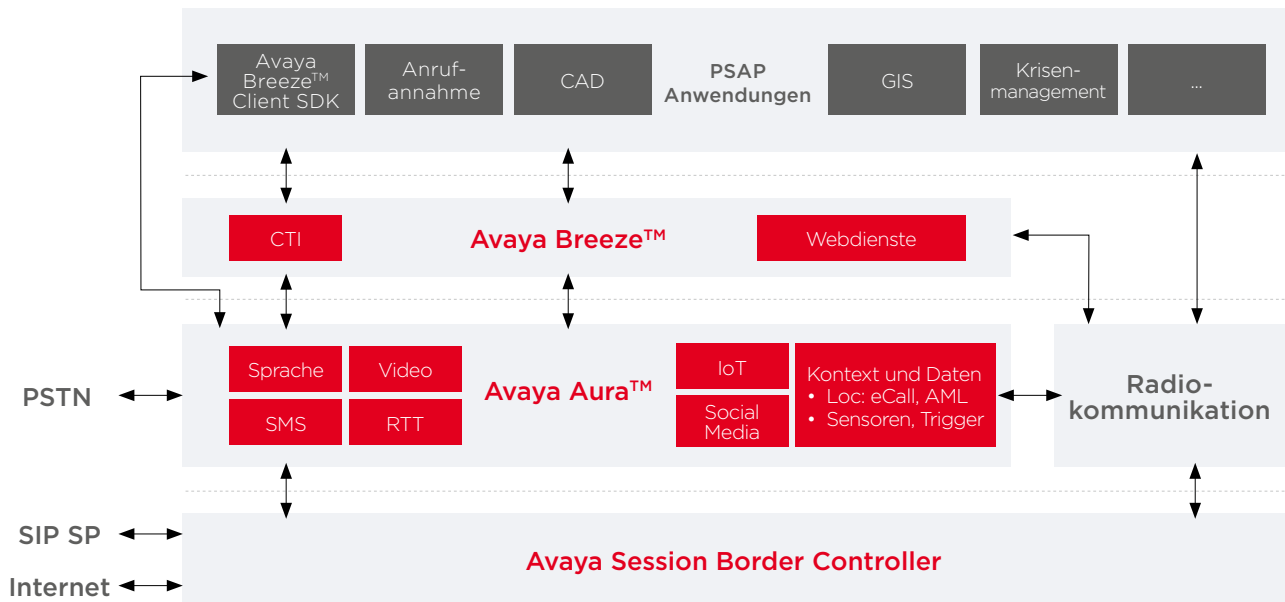 Avaya
Breeze™
Client SDK
Anruf-
annahme
CAD
PSAP
Anwendungen
GIS
Krisen-
management
...
CTI
Avaya Breeze™
Webdienste
Sprache
Video
SMS
RTT
Avaya Aura™
IoT
Social
Media
Kontext und Daten
• Loc: eCall, AML
• Sensoren, Trigger
Radio-
kommunikation
PSTN
SIP SP
Internet
Avaya Session Border Controller